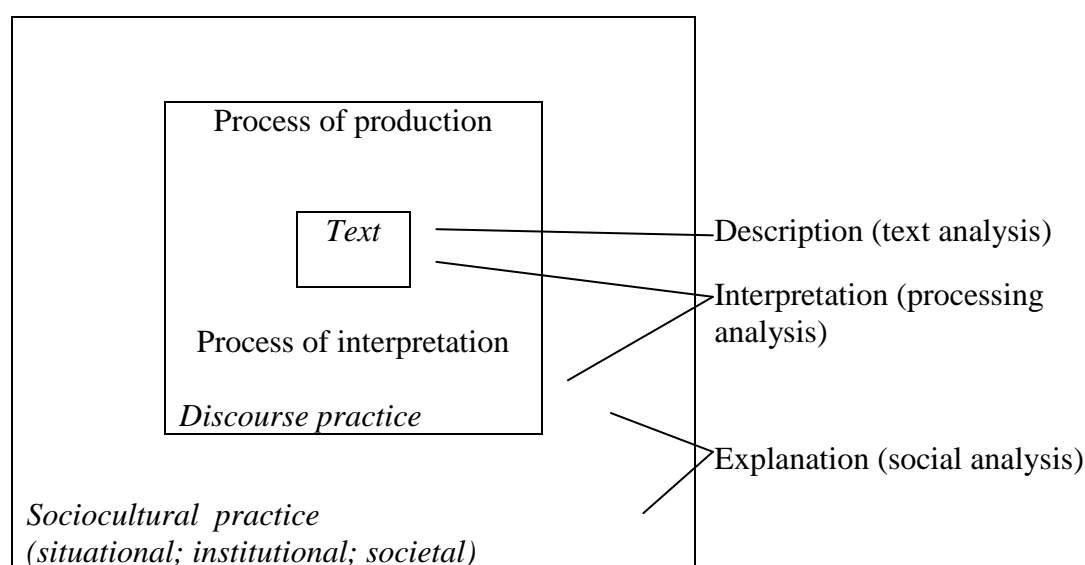 Process of production
Text
Description (text analysis)
Interpretation (processing
analysis)
Process of interpretation
Discourse practice
Explanation (social analysis)
Sociocultural practice
(situational; institutional; societal)